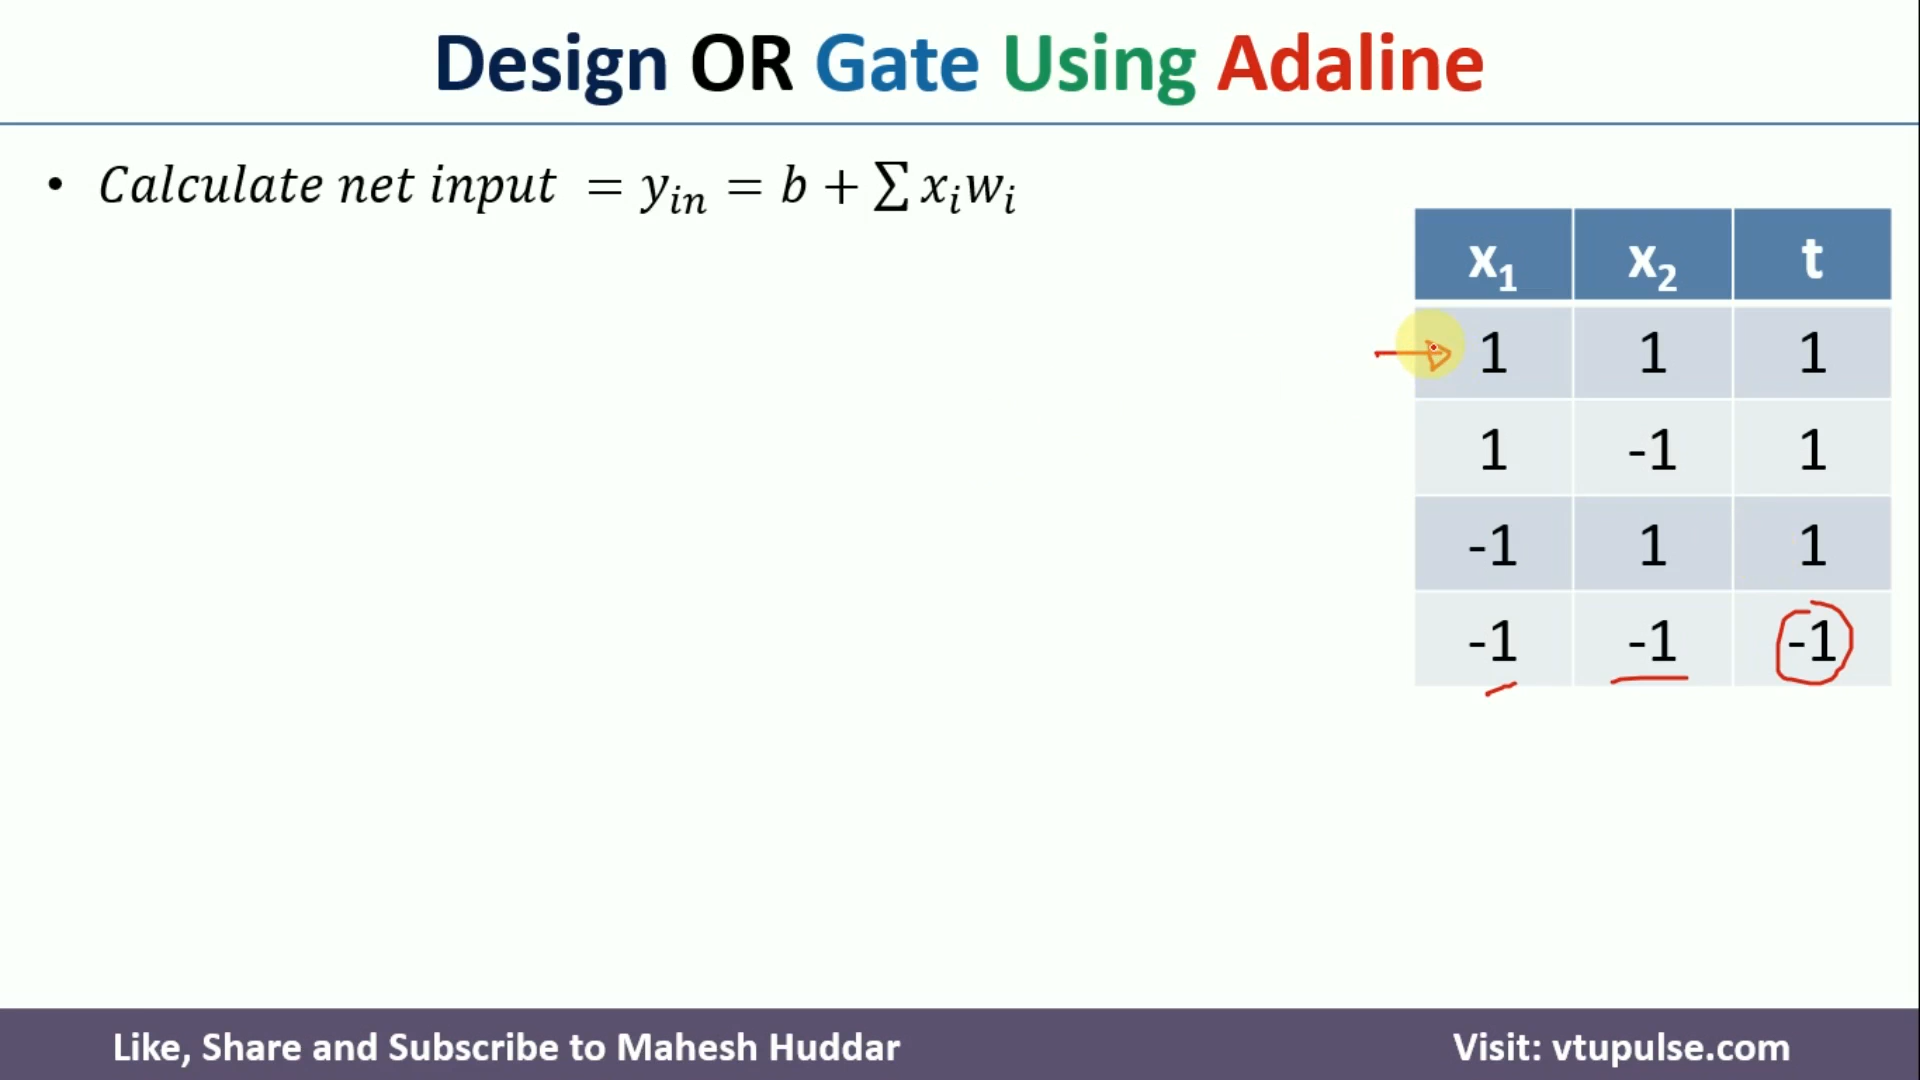 Design OR Gate Using Adaline
• Calculate net input = y_in = b + ∑ x_i w_i
x₁ x₂ t
1 1 1
1 -1 1
-1 1 1
-1 -1 -1
Like, Share and Subscribe to Mahesh Huddar
Visit: vtupulse.com